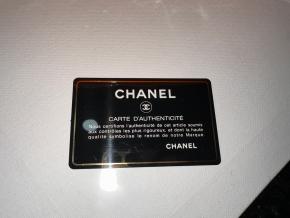 CHANEL
CARTE D'AUTHENTICITÉ
Nous certifions l'authenticité de cet article soumis
aux contrôles les plus rigoureux, et dont la haute
qualité symbolise le renom de notre Marque
CHANEL